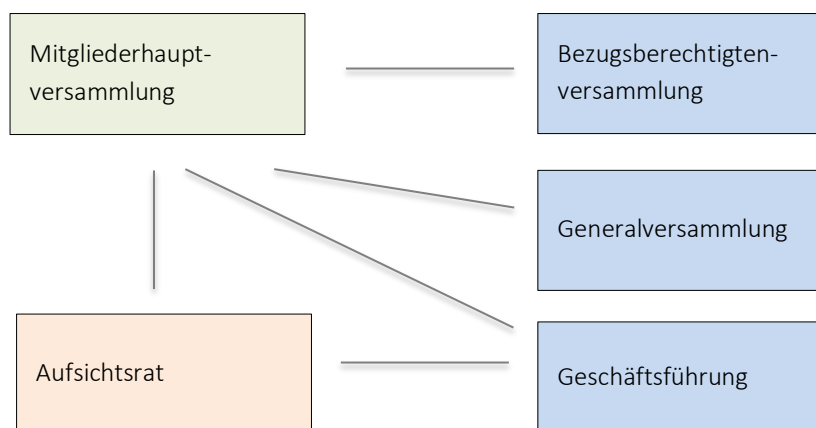 Mitgliederhaupt-
versammlung
Bezugsberechtigten-
versammlung
Generalversammlung
Aufsichtsrat
Geschäftsführung